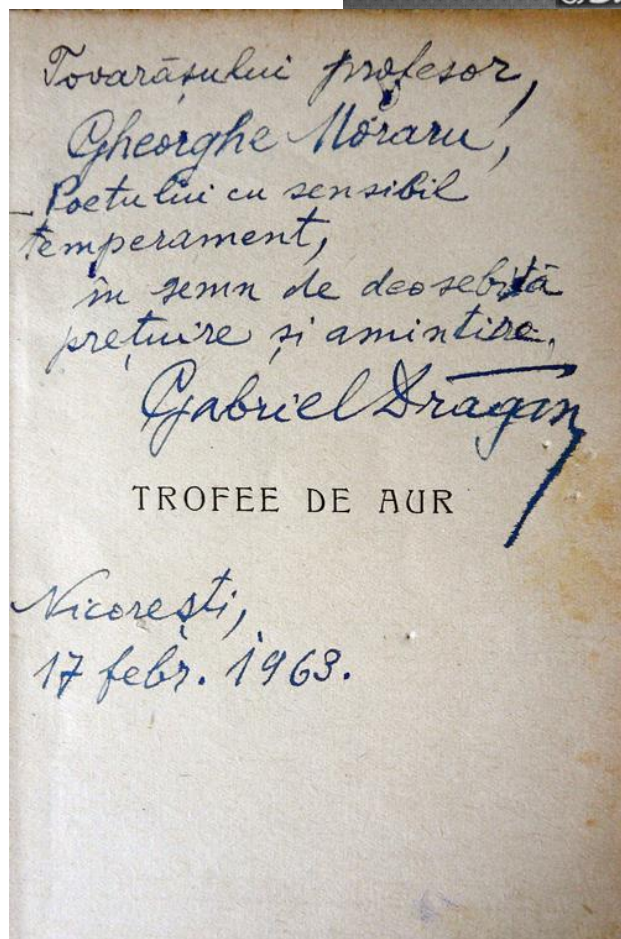 Tovarășului profesor,
Gheorghe Moraru,
- Poetului cu sensibil
temperament,
în semn de deosebită
prețuire și amintire.
Gabriel Drăgan
TROFEE DE AUR
Nicorești,
17 febr. 1963.